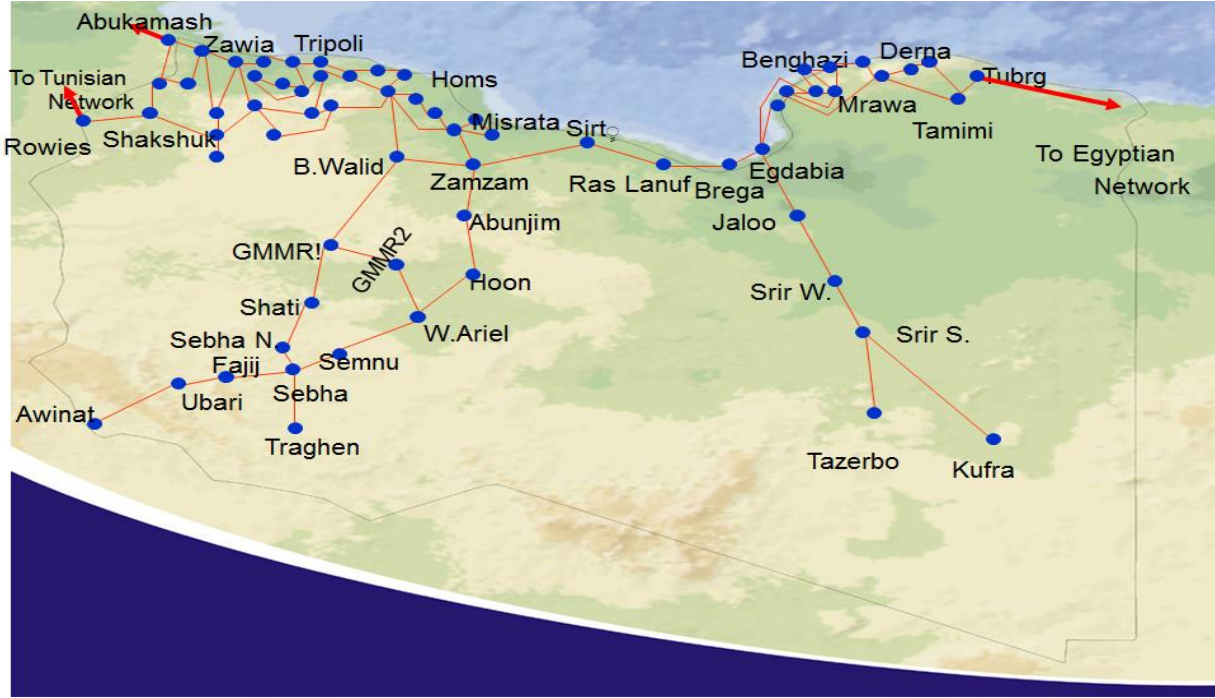 Abukamash
Zawia
Tripoli
Benghazi
Derna
To Tunisian
Network
Homs
Tubrg
Rowies
Shakshuk
Misrata
Sirt
Mrawa
Tamimi
B.Walid
Zamzam
Ras Lanuf
Brega
Egdabia
To Egyptian
Network
Abunjim
Jaloo
GMMR!
GMMR2
Hoon
Srir W.
Shati
W.Ariel
Srir S.
Sebha N.
Fajij
Semnu
Ubari
Sebha
Awinat
Traghen
Tazerbo
Kufra